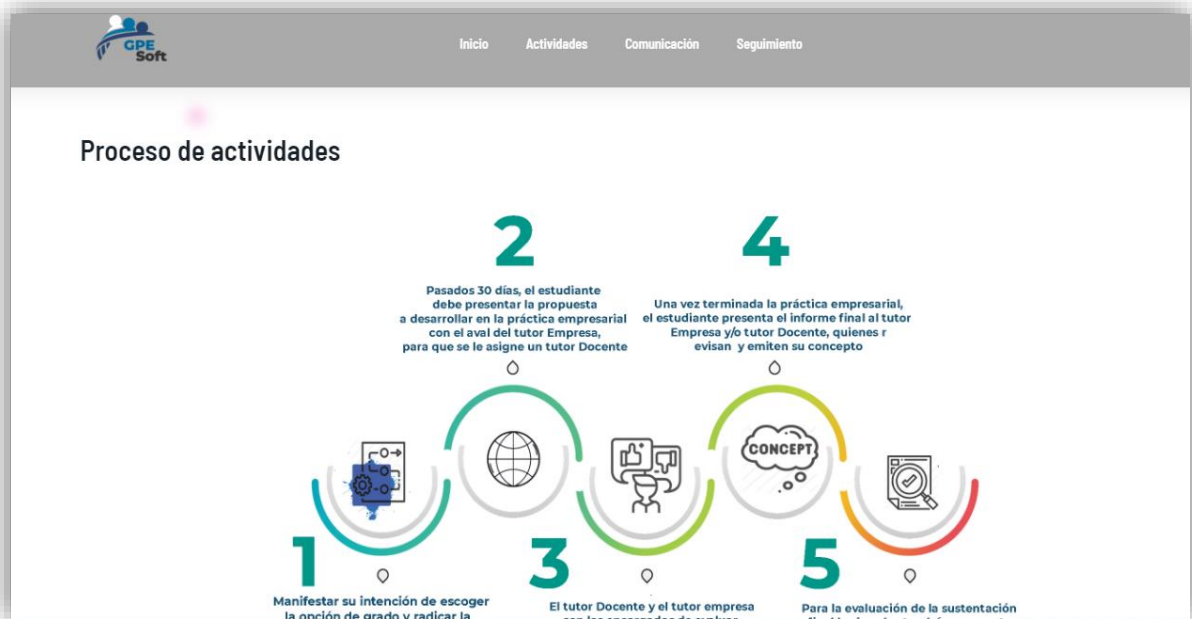 GPE
Soft
Inicio Actividades Comunicación Seguimiento
Proceso de actividades
2
Pasados 30 días, el estudiante
debe presentar la propuesta
a desarrollar en la práctica empresarial
con el aval del tutor Empresa,
para que se le asigne un tutor Docente
4
Una vez terminada la práctica empresarial,
el estudiante presenta el informe final al tutor
Empresa y/o tutor Docente, quienes r
evisan y emiten su concepto
CONCEPT
1
Manifestar su intención de escoger
la opción de grado y radicar la
3
El tutor Docente y el tutor empresa
son los encargados de
5
Para la evaluación de la sustentación